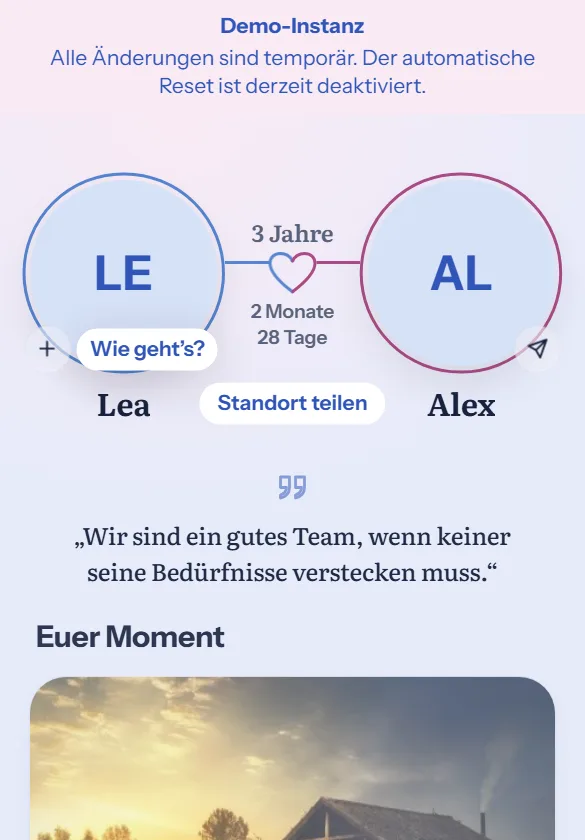 Demo-Instanz
Alle Änderungen sind temporär. Der automatische
Reset ist derzeit deaktiviert.
LE
3 Jahre
2 Monate
28 Tage
AL
Wie geht’s?
Lea
Standort teilen
Alex
„Wir sind ein gutes Team, wenn keiner
seine Bedürfnisse verstecken muss.“
Euer Moment